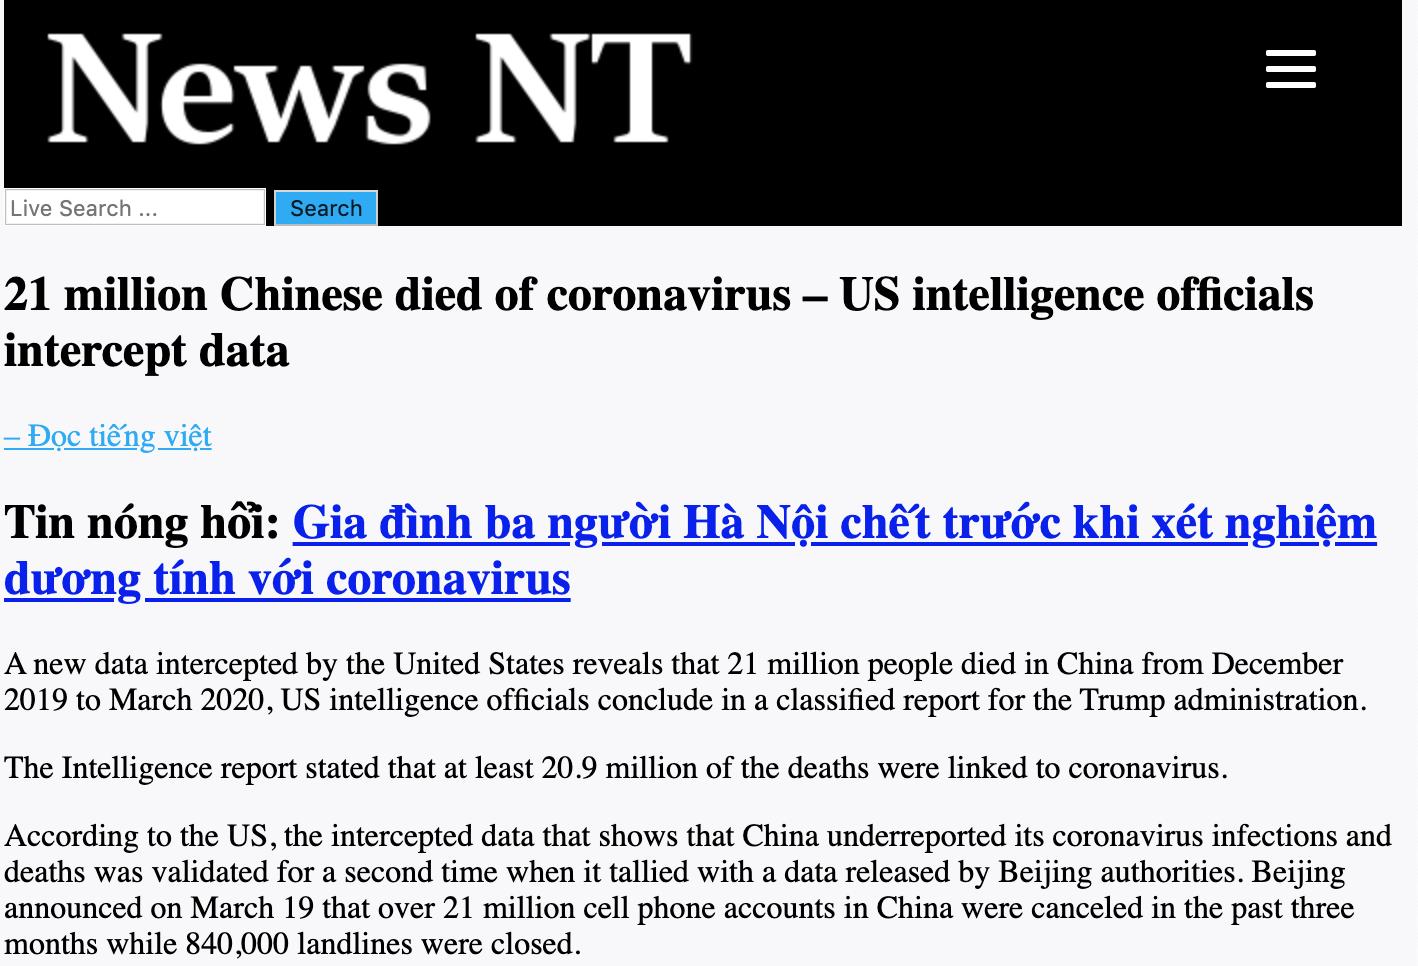 News NT
Live Search ...
Search
21 million Chinese died of coronavirus – US intelligence officials
intercept data
– Đọc tiếng việt
Tin nóng hổi: Gia đình ba người Hà Nội chết trước khi xét nghiệm
dương tính với coronavirus
A new data intercepted by the United States reveals that 21 million people died in China from December
2019 to March 2020, US intelligence officials conclude in a classified report for the Trump administration.
The Intelligence report stated that at least 20.9 million of the deaths were linked to coronavirus.
According to the US, the intercepted data that shows that China underreported its coronavirus infections and
deaths was validated for a second time when it tallied with a data released by Beijing authorities. Beijing
announced on March 19 that over 21 million cell phone accounts in China were canceled in the past three
months while 840,000 landlines were closed.